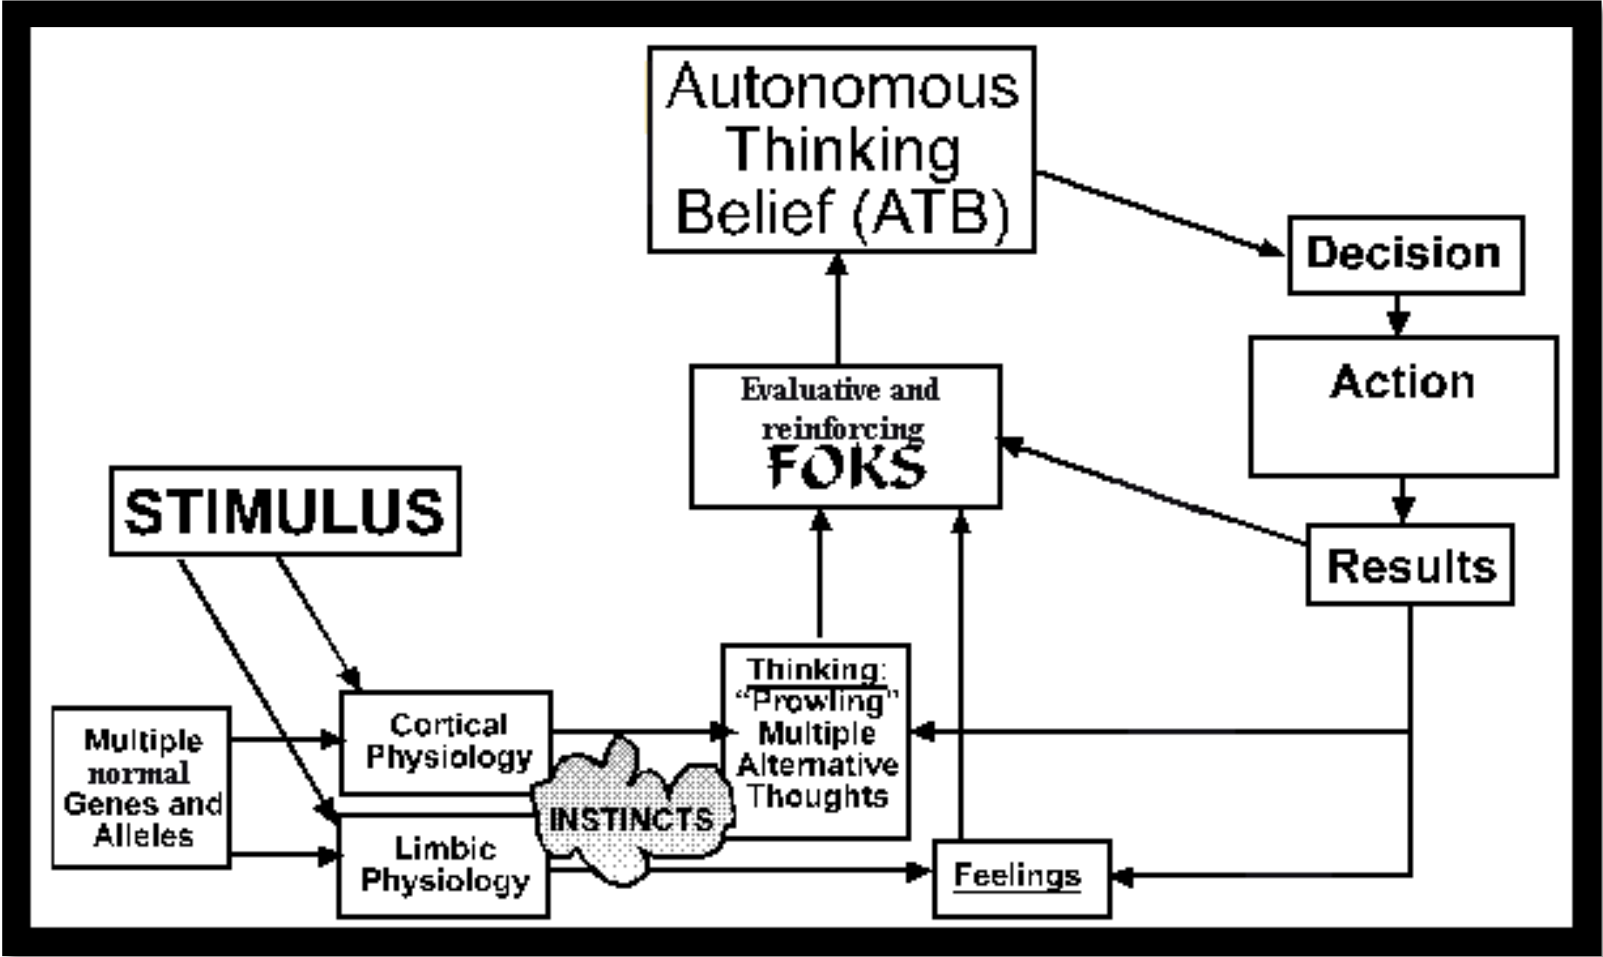 Autonomous
Thinking
Belief (ATB)
Decision
Action
Evaluative and
reinforcing
FOKS
STIMULUS
Results
Thinking:
“Prowling”
Multiple
Alternative
Thoughts
Cortical
Physiology
Multiple
normal
Genes and
Alleles
INSTINCTS
Limbic
Physiology
Feelings